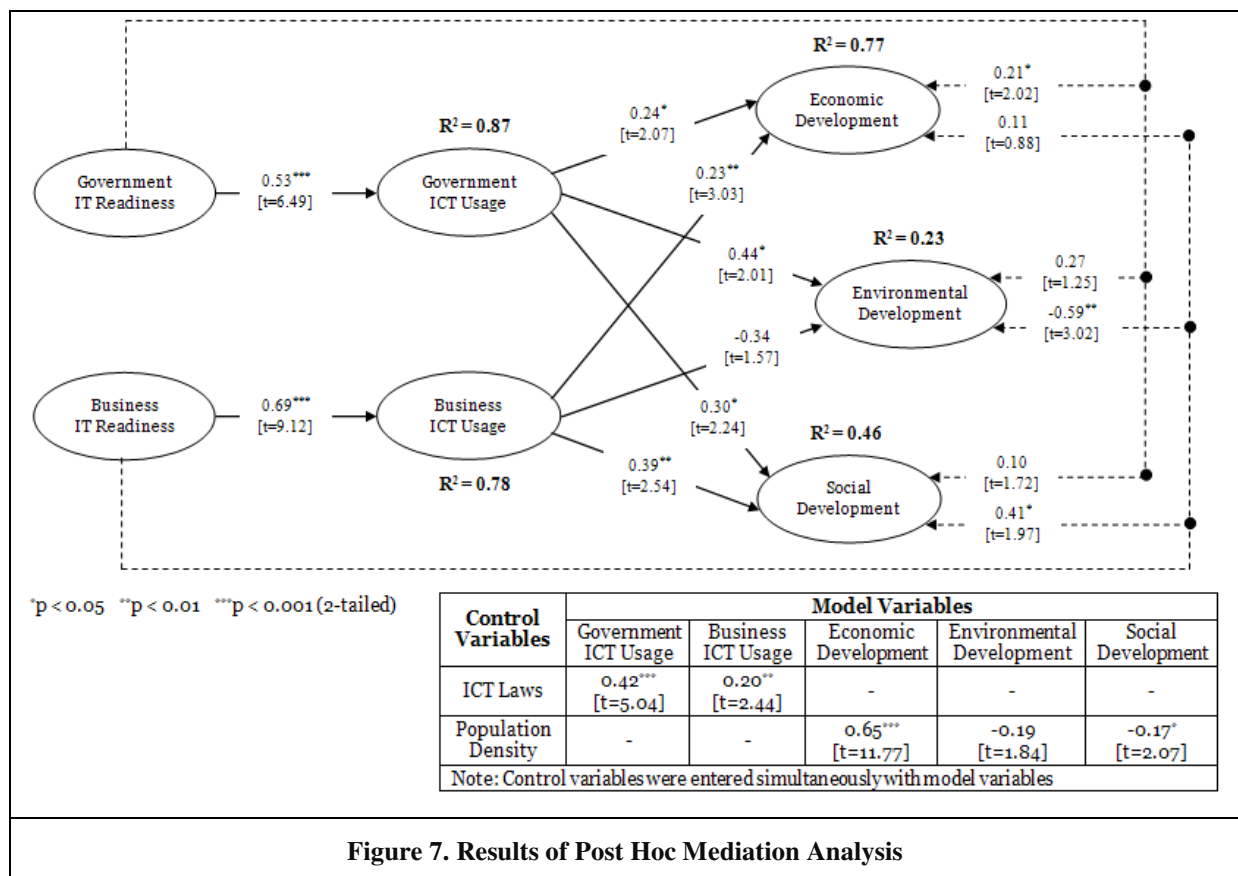 R² = 0.77
0.21*
[t=2.02]
Economic
Development
0.24*
[t=2.07]
0.11
[t=0.88]
R² = 0.87
Government
IT Readiness
0.53***
[t=6.49]
Government
ICT Usage
0.23**
[t=3.03]
R² = 0.23
0.44*
[t=2.01]
0.27
[t=1.25]
Environmental
Development
-0.59**
[t=3.02]
-0.34
[t=1.57]
Business
IT Readiness
0.69***
[t=9.12]
Business
ICT Usage
0.30*
[t=2.24]
R² = 0.46
R² = 0.78
0.39**
[t=2.54]
0.10
[t=1.72]
Social
Development
0.41*
[t=1.97]
*p < 0.05 **p < 0.01 ***p < 0.001 (2-tailed)
Control
Variables
Model Variables
Government
ICT Usage
Business
ICT Usage
Economic
Development
Environmental
Development
Social
Development
ICT Laws
0.42***
[t=5.04]
0.20**
[t=2.44]
-
-
-
Population
Density
-
-
0.65***
[t=11.77]
-0.19
[t=1.84]
-0.17*
[t=2.07]
Note: Control variables were entered simultaneously with model variables
Figure 7. Results of Post Hoc Mediation Analysis